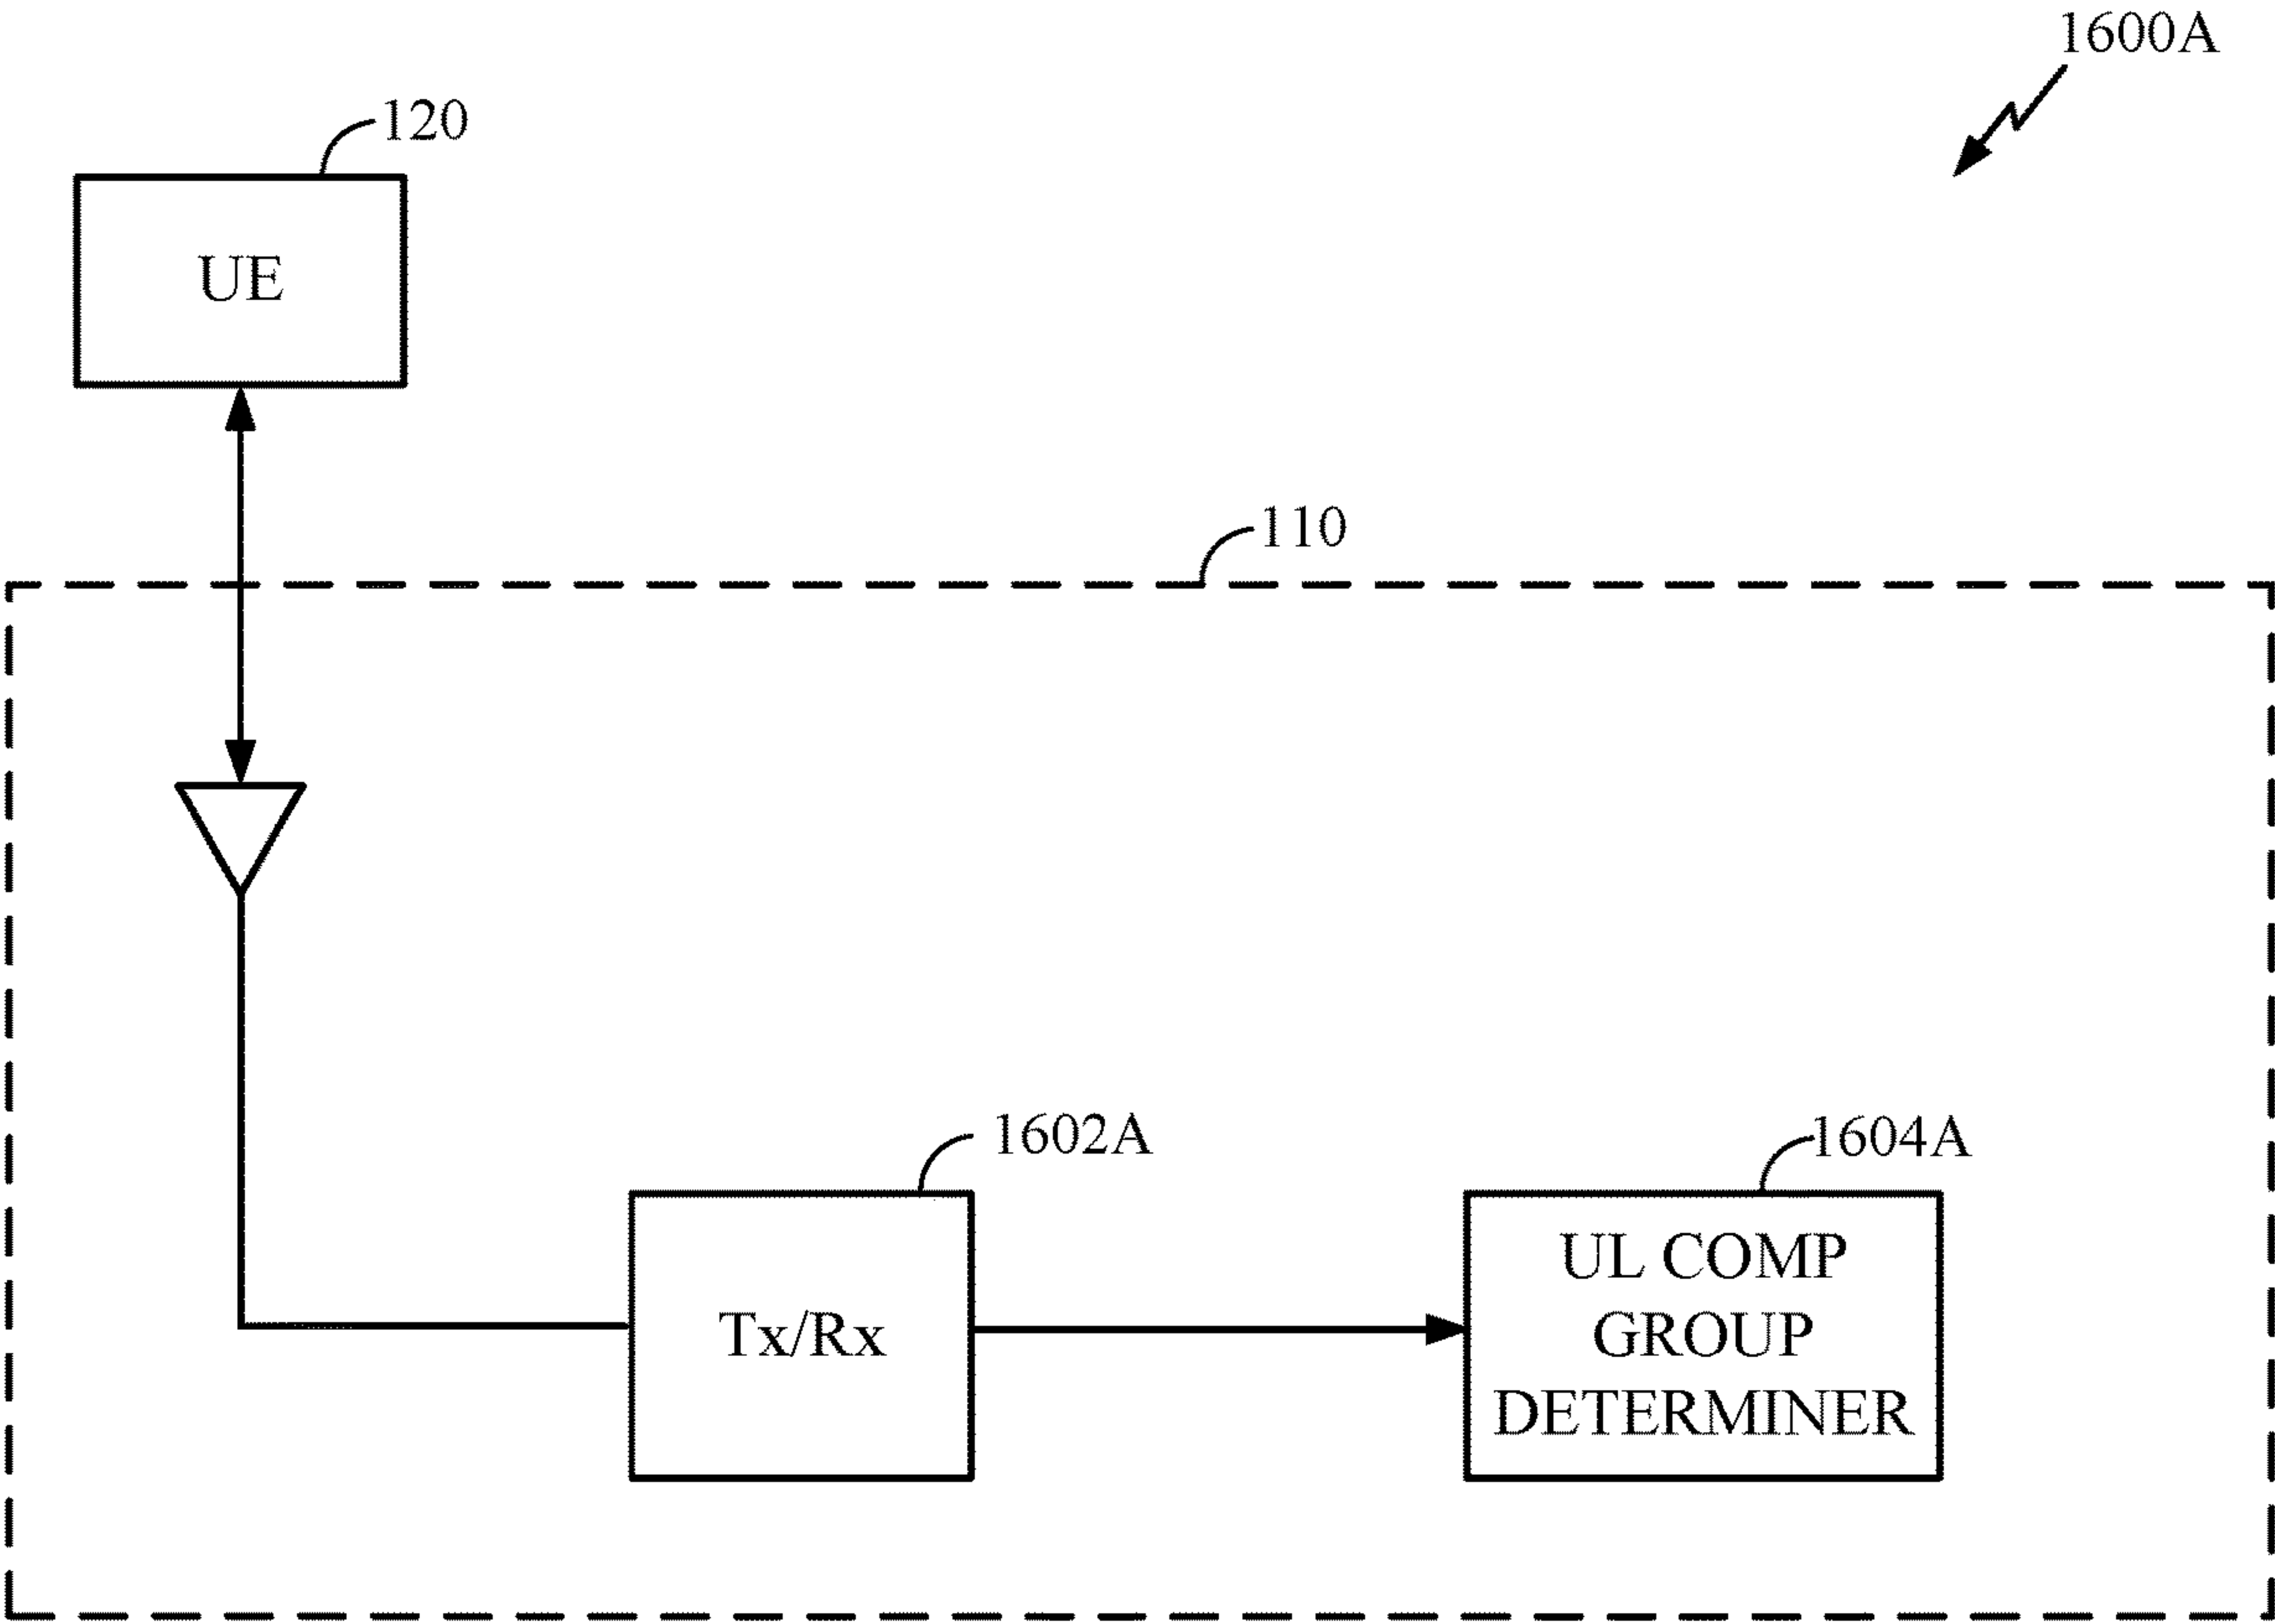 1600A
120
UE
110
1602A
1604A
Tx/Rx
UL COMP
GROUP
DETERMINER